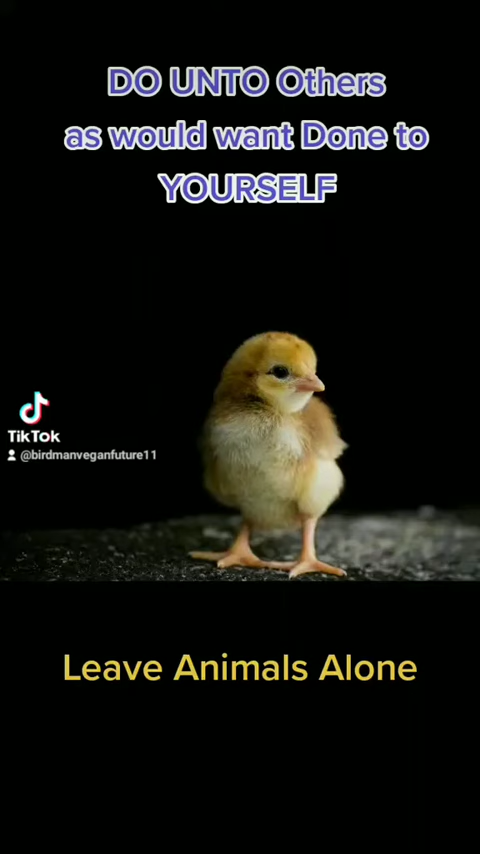 DO UNTO Others
as would want Done to
YOURSELF
TikTok
@birdmanveganfuture11
Leave Animals Alone